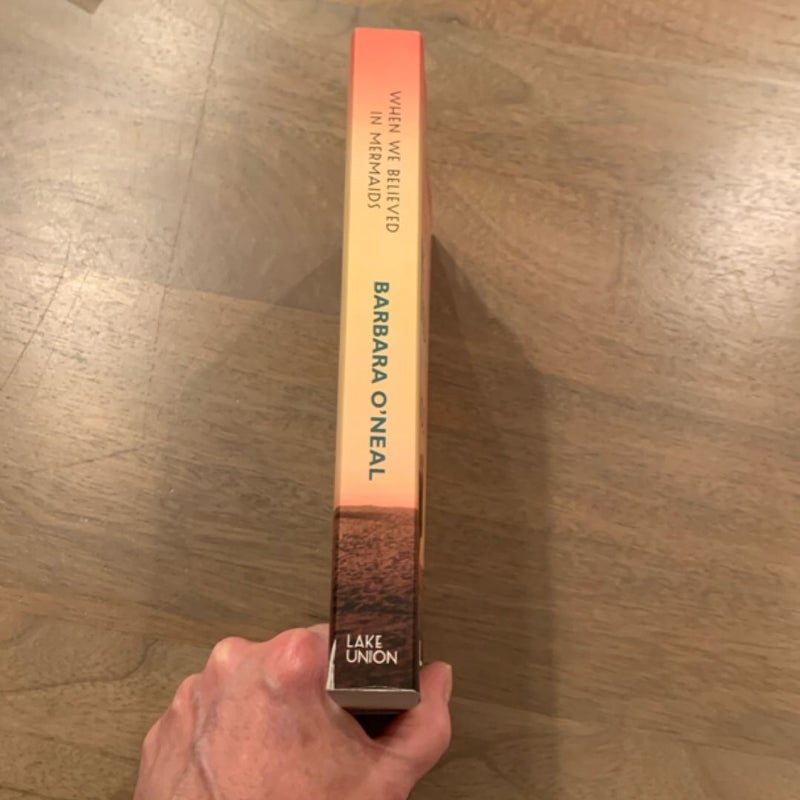 WHEN WE BELIEVED
IN MERMAIDS
BARBARA O'NEAL
LAKE
UNION